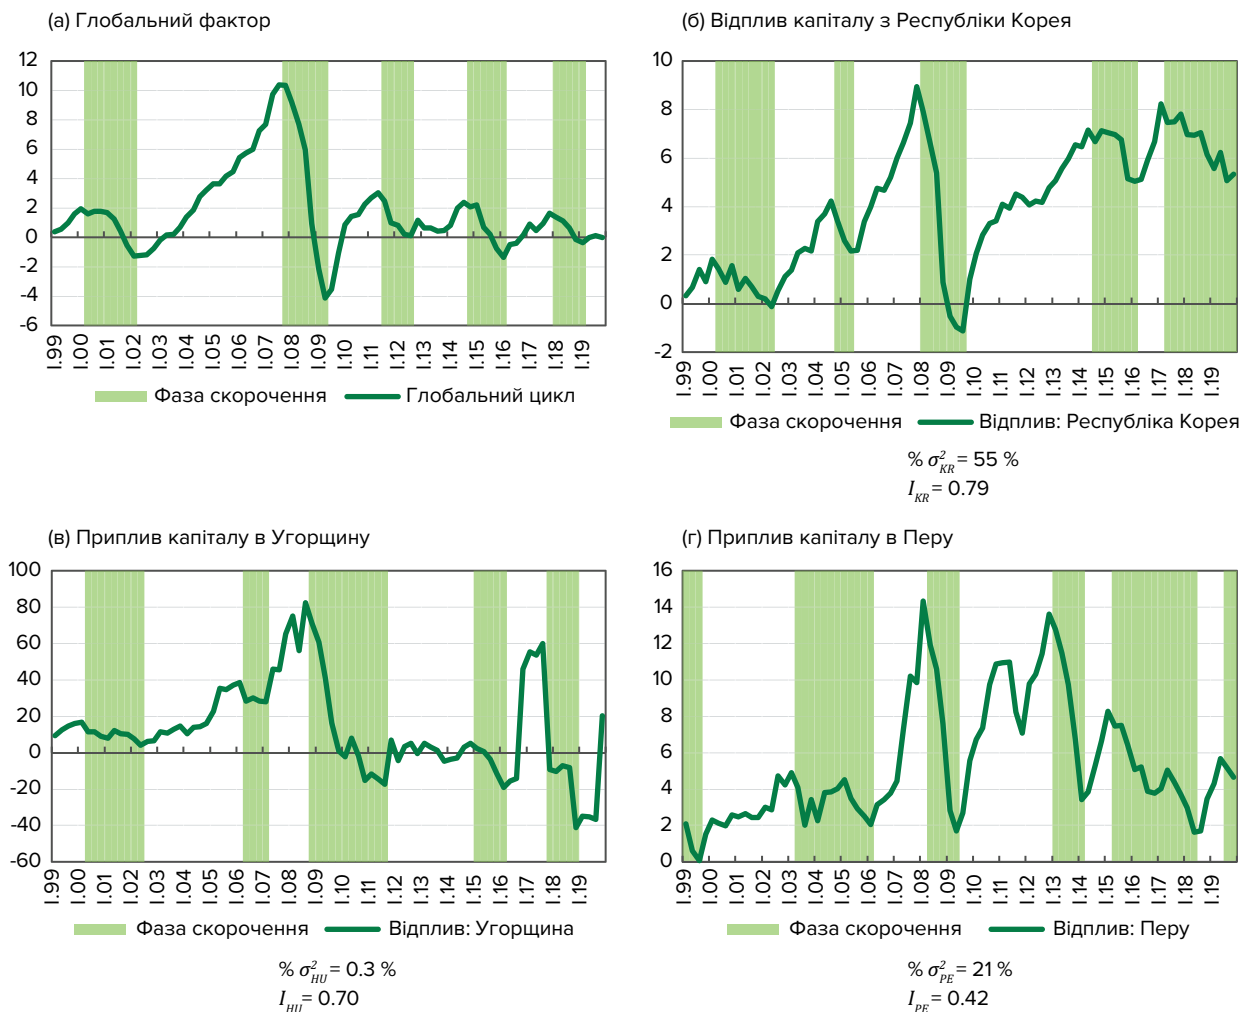 (а) Глобальний фактор
12
10
8
6
4
2
0
-2
-4
-6
I.99
I.00
I.01
I.02
I.03
I.04
I.05
I.06
I.07
I.08
I.09
I.10
I.11
I.12
I.13
I.14
I.15
I.16
I.17
I.18
I.19
Фаза скорочення Глобальний цикл
(б) Відплив капіталу з Республіки Корея
10
8
6
4
2
0
-2
I.99
I.00
I.01
I.02
I.03
I.04
I.05
I.06
I.07
I.08
I.09
I.10
I.11
I.12
I.13
I.14
I.15
I.16
I.17
I.18
I.19
Фаза скорочення Відплив: Республіка Корея
% σ²_KR = 55 %
I_KR = 0.79
(в) Приплив капіталу в Угорщину
100
80
60
40
20
0
-20
-40
-60
I.99
I.00
I.01
I.02
I.03
I.04
I.05
I.06
I.07
I.08
I.09
I.10
I.11
I.12
I.13
I.14
I.15
I.16
I.17
I.18
I.19
Фаза скорочення Відплив: Угорщина
% σ²_HU = 0.3 %
I_HU = 0.70
(г) Приплив капіталу в Перу
16
14
12
10
8
6
4
2
0
I.99
I.00
I.01
I.02
I.03
I.04
I.05
I.06
I.07
I.08
I.09
I.10
I.11
I.12
I.13
I.14
I.15
I.16
I.17
I.18
I.19
Фаза скорочення Відплив: Перу
% σ²_PE = 21 %
I_PE = 0.42